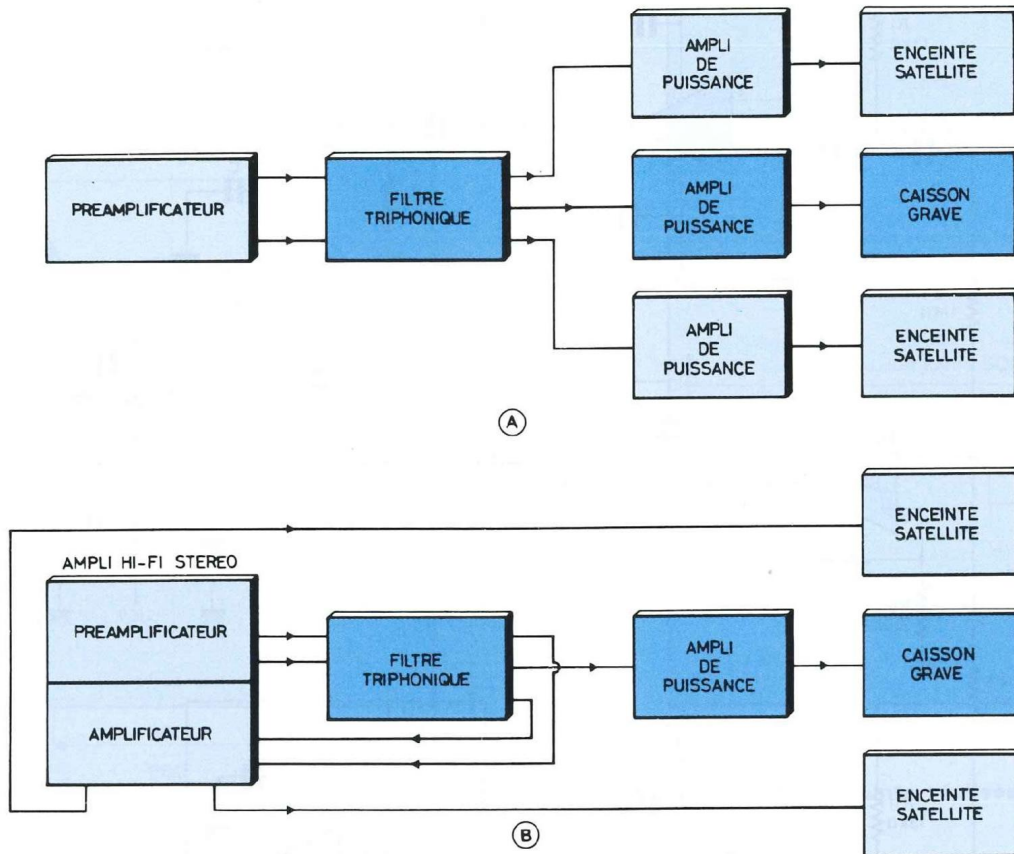 AMPLI
DE
PUISSANCE
ENCEINTE
SATELLITE
PREAMPLIFICATEUR
FILTRE
TRIPHONIQUE
AMPLI
DE
PUISSANCE
CAISSON
GRAVE
AMPLI
DE
PUISSANCE
ENCEINTE
SATELLITE
A
ENCEINTE
SATELLITE
AMPLI HI-FI STEREO
PREAMPLIFICATEUR
FILTRE
TRIPHONIQUE
AMPLI
DE
PUISSANCE
CAISSON
GRAVE
AMPLIFICATEUR
ENCEINTE
SATELLITE
B